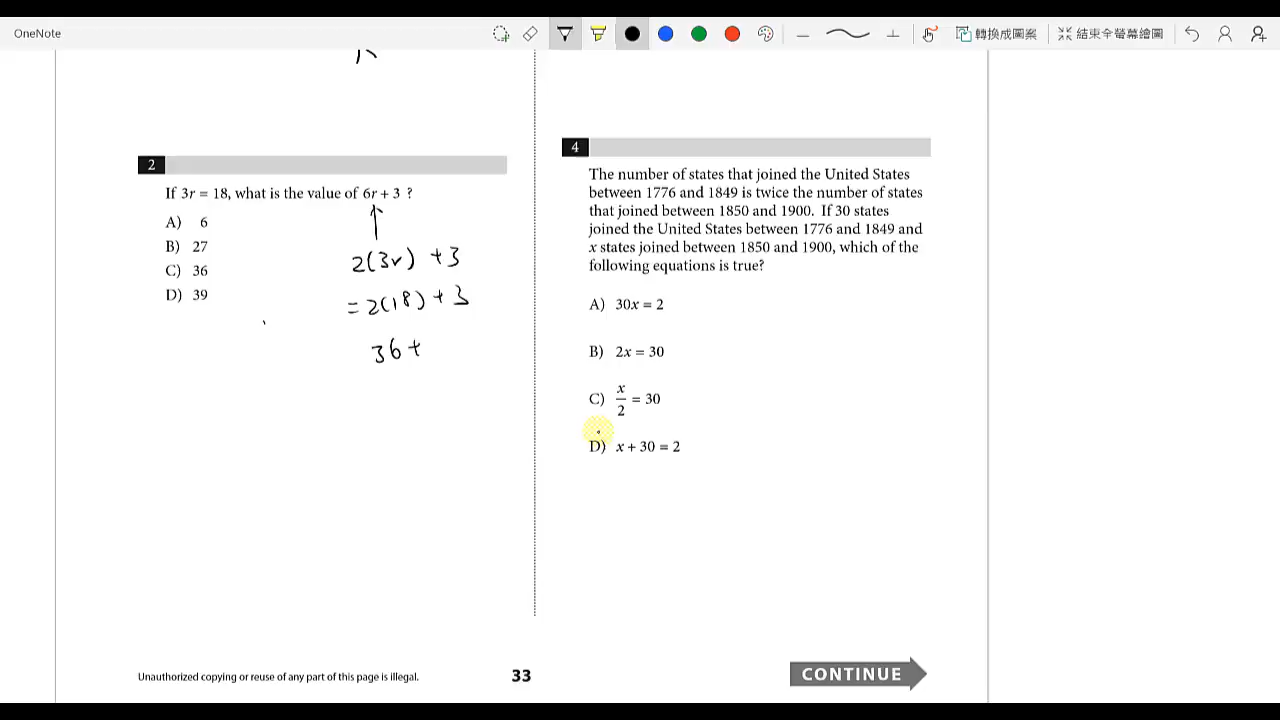 OneNote
轉換成圖案
結束全螢幕繪圖
2
If 3r = 18, what is the value of 6r + 3 ?
A) 6
B) 27
C) 36
D) 39
2(3r) + 3
= 2(18) + 3
36 +
4
The number of states that joined the United States
between 1776 and 1849 is twice the number of states
that joined between 1850 and 1900. If 30 states
joined the United States between 1776 and 1849 and
x states joined between 1850 and 1900, which of the
following equations is true?
A) 30x = 2
B) 2x = 30
C) x/2 = 30
D) x + 30 = 2
Unauthorized copying or reuse of any part of this page is illegal.
33
CONTINUE